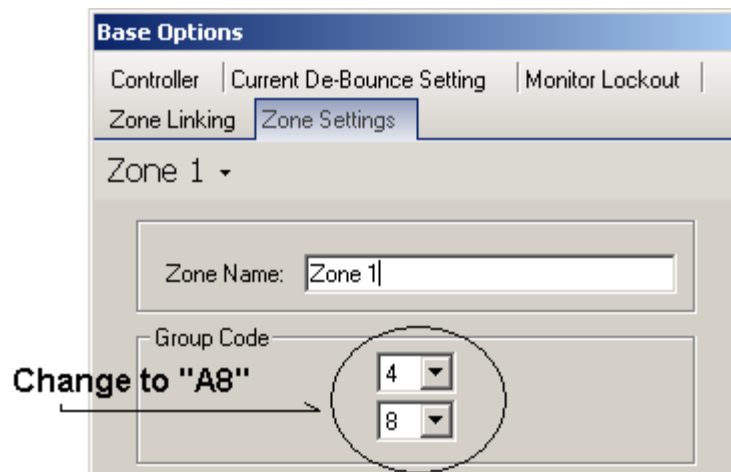 Base Options
Controller Current De-Bounce Setting Monitor Lockout
Zone Linking Zone Settings
Zone 1
Zone Name: Zone 1
Group Code
4
Change to "A8"
8